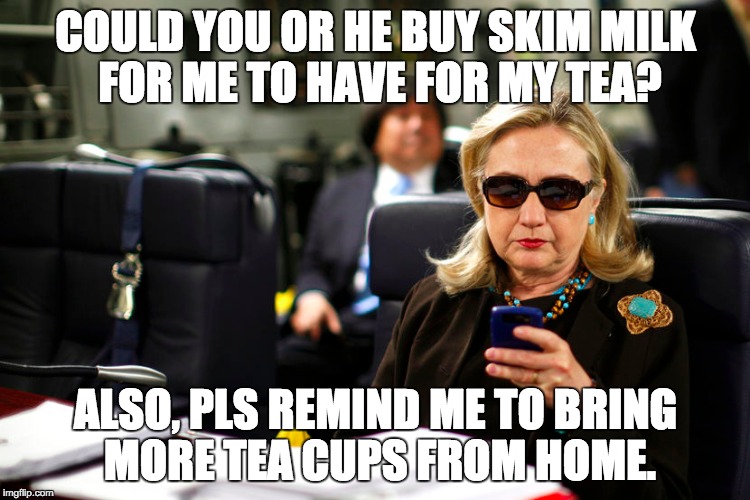 COULD YOU OR HE BUY SKIM MILK
FOR ME TO HAVE FOR MY TEA?
ALSO, PLS REMIND ME TO BRING
MORE TEA CUPS FROM HOME.
imgflip.com